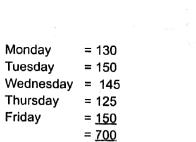 Monday = 130
Tuesday = 150
Wednesday = 145
Thursday = 125
Friday = 150
= 700